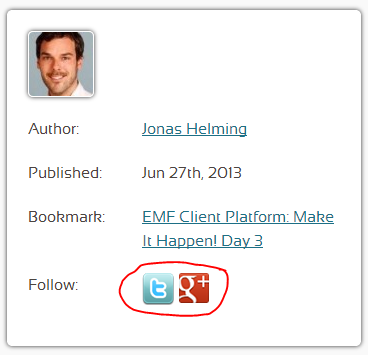 Author: Jonas Helming
Published: Jun 27th, 2013
Bookmark: EMF Client Platform: Make
It Happen! Day 3
Follow: t g+